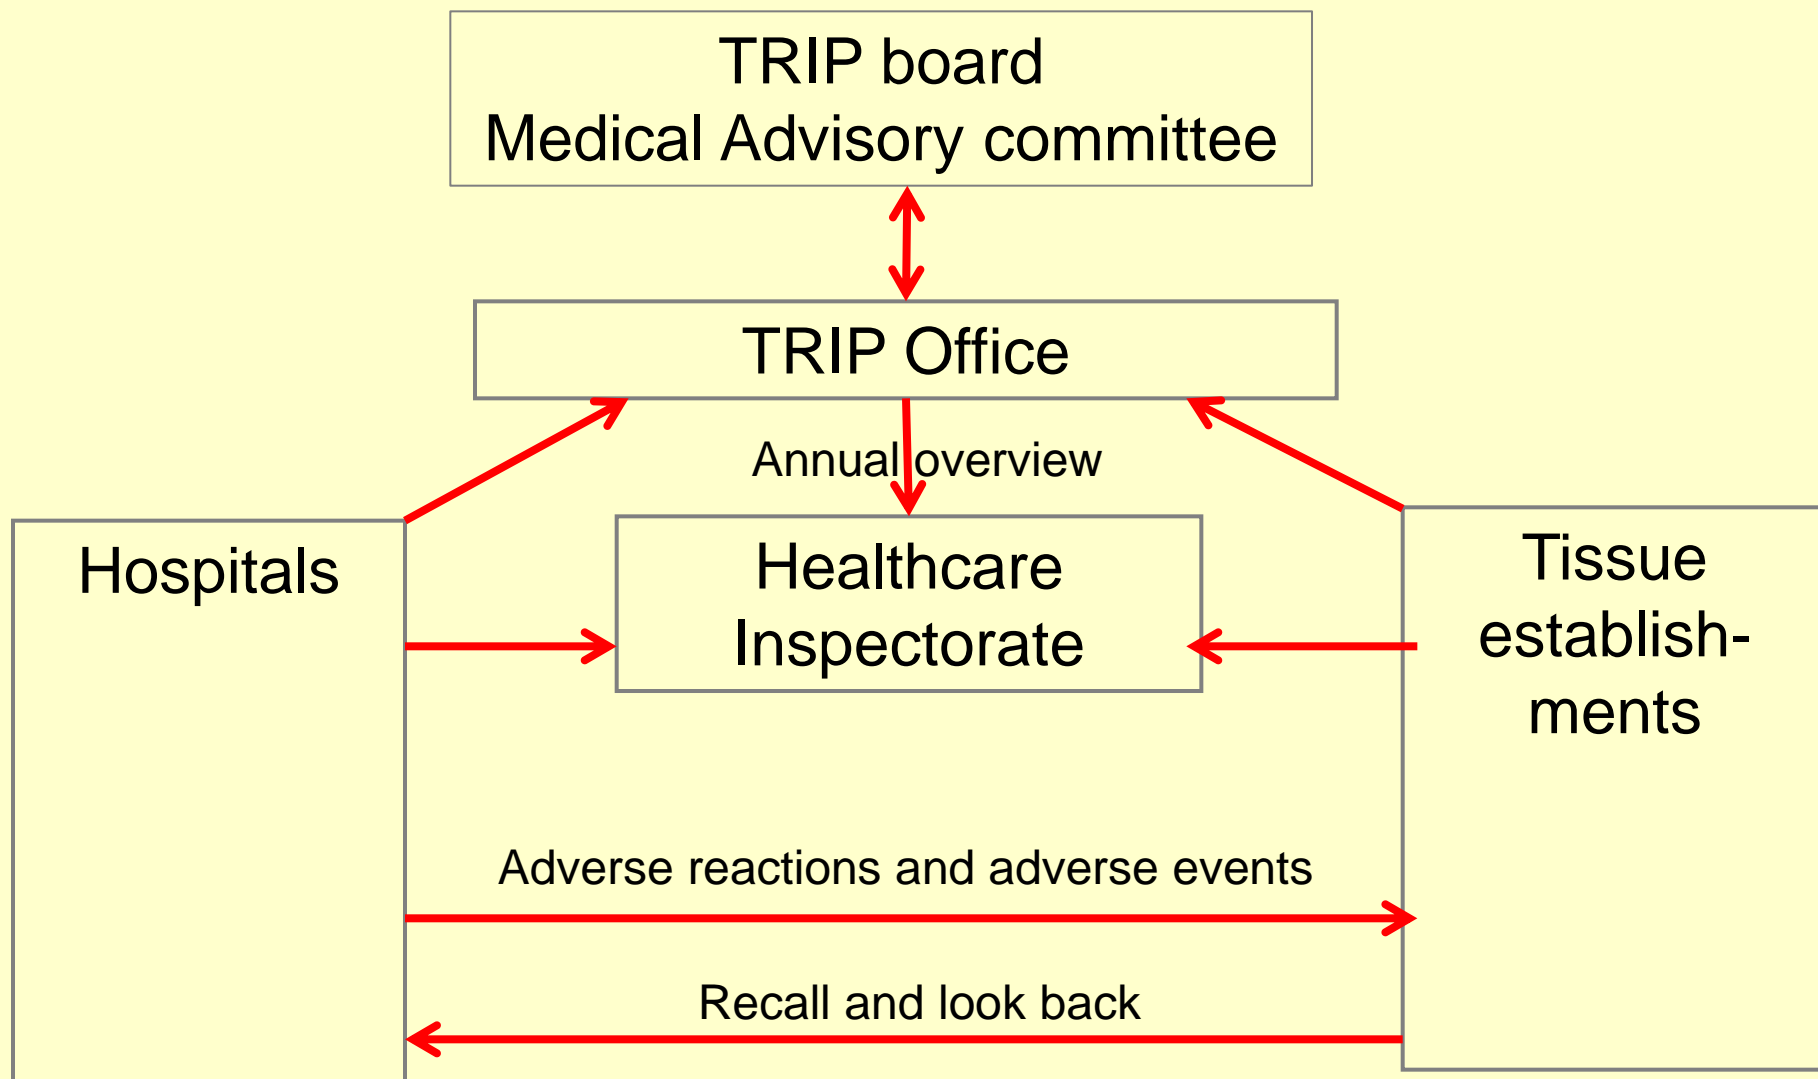 TRIP board
Medical Advisory committee
TRIP Office
Annual overview
Hospitals
Healthcare
Inspectorate
Tissue
establish-
ments
Adverse reactions and adverse events
Recall and look back